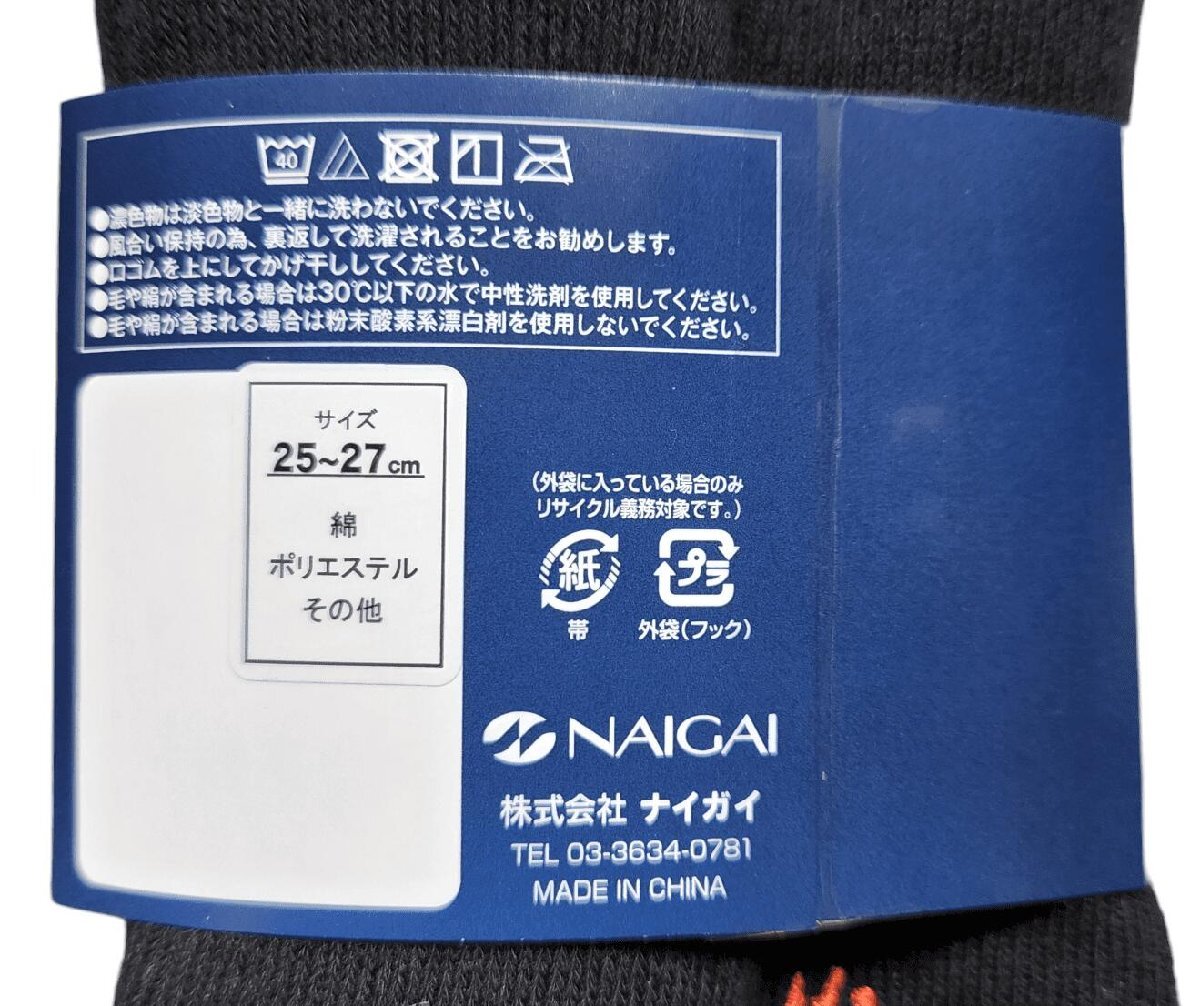 40
●濃色物は淡色物と一緒に洗わないでください。
●風合い保持の為、裏返して洗濯されることをお勧めします。
●口ゴムを上にしてかげ干ししてください。
●毛や絹が含まれる場合は30℃以下の水で中性洗剤を使用してください。
●毛や絹が含まれる場合は粉末酸素系漂白剤を使用しないでください。
サイズ
25~27cm
綿
ポリエステル
その他
(外袋に入っている場合のみ
リサイクル義務対象です。)
紙 プラ
帯 外袋(フック)
NAIGAI
株式会社 ナイガイ
TEL 03-3634-0781
MADE IN CHINA